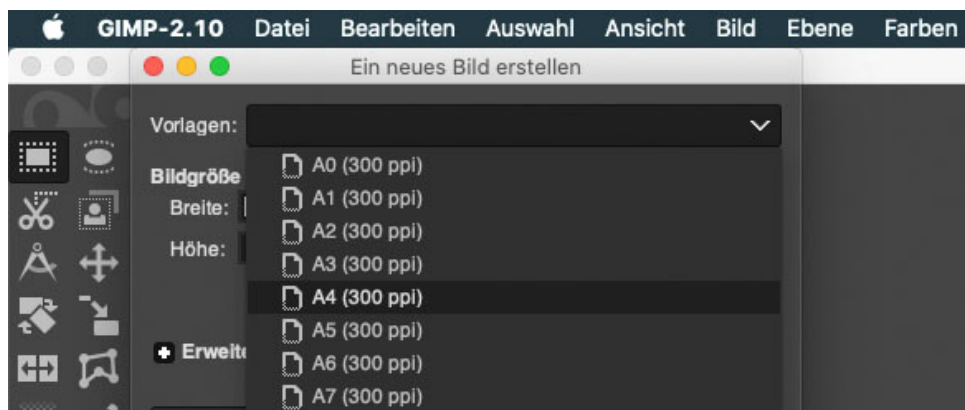 GIMP-2.10 Datei Bearbeiten Auswahl Ansicht Bild Ebene Farben
Ein neues Bild erstellen
Vorlagen:
A0 (300 ppi)
Bildgröße
A1 (300 ppi)
Breite:
A2 (300 ppi)
Höhe:
A3 (300 ppi)
A4 (300 ppi)
A5 (300 ppi)
Erweite
A6 (300 ppi)
A7 (300 ppi)